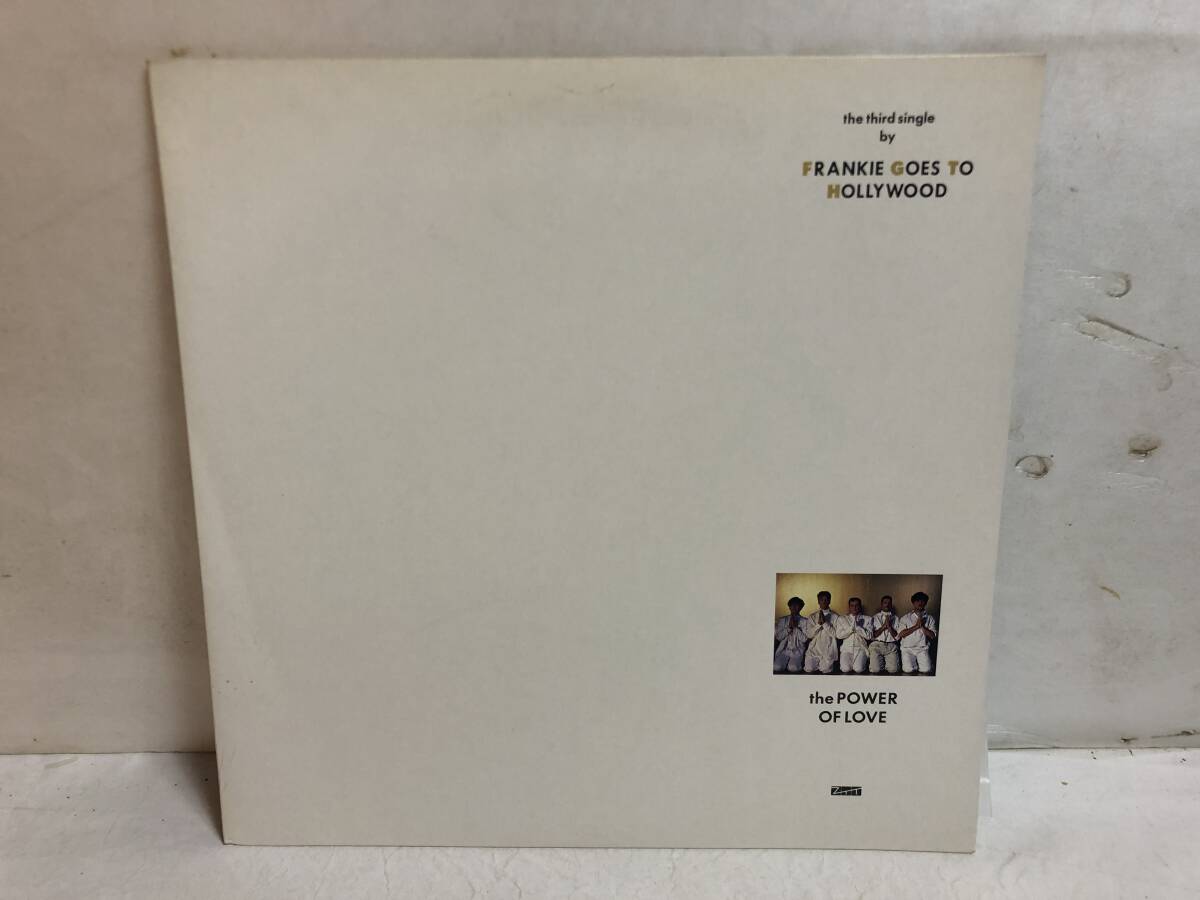 the third single
by
FRANKIE GOES TO
HOLLYWOOD
the POWER
OF LOVE
ZTT